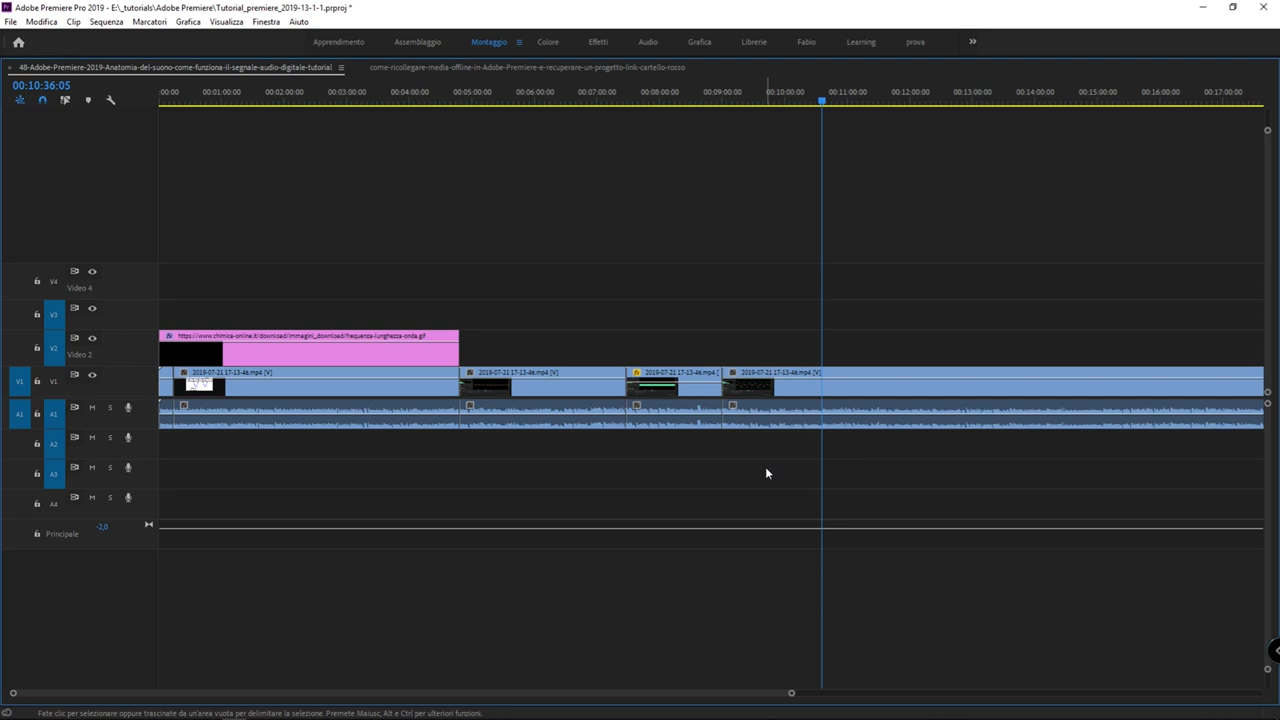 Adobe Premiere Pro 2019 - E:\_tutorials\Adobe Premiere\Tutorial_premiere_2019-13-1-1.prproj *
File Modifica Clip Sequenza Marcatori Grafica Visualizza Finestra Aiuto
Apprendimento Assemblaggio Montaggio Colore Effetti Audio Grafica Librerie Fabio Learning prova
48-Adobe-Premiere-2019-Anatomia-del-suono-come-funziona-il-segnale-audio-digitale-tutorial come-ricollegare-media-offline-in-Adobe-Premiere-e-recuperare-un-progetto-link-cartello-rosso
00:10:36:05
:00:00 00:01:00:00 00:02:00:00 00:03:00:00 00:04:00:00 00:05:00:00 00:06:00:00 00:07:00:00 00:08:00:00 00:09:00:00 00:10:00:00 00:11:00:00 00:12:00:00 00:13:00:00 00:14:00:00 00:15:00:00 00:16:00:00 00:17:00:00
V4
Video 4
V3
fx https://www.chimica-online.it/download/immagini_download/frequenza-lunghezza-onda.gif
V2
Video 2
2019-07-21 17-13-46.mp4 [V] 2019-07-21 17-13-46.mp4 [V] 2019-07-21 17-13-46.mp4 [ 2019-07-21 17-13-46.mp4 [V]
V1 V1
A1 A1 M S
A2 M S
A3 M S
A4 M S
Principale -2,0
Fate clic per selezionare oppure trascinate da un'area vuota per delimitare la selezione. Premete Maiusc, Alt e Ctrl per ulteriori funzioni.